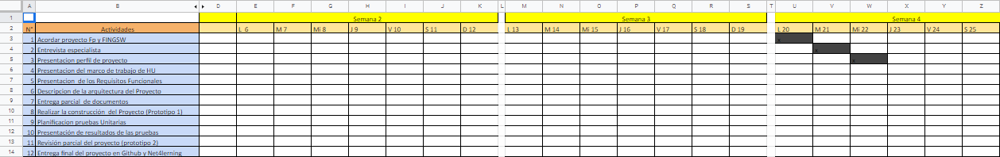 A B D E F G H I J K L M N O P Q R S T U V W X Y Z
1 Semana 2 Semana 3 Semana 4
2 N° Actividades L 6 M 7 Mi 8 J 9 V 10 S 11 D 12 L 13 M 14 Mi 15 J 16 V 17 S 18 D 19 L 20 M 21 Mi 22 J 23 V 24 S 25
3 1 Acordar proyecto Fp y FINGSW x
4 2 Entrevista especialista x
5 3 Presentacion perfil de proyecto x
6 4 Presentacion del marco de trabajo de HU
7 5 Presentacion de los Requisitos Funcionales
8 6 Descripcion de la arquitectura del Proyecto
9 7 Entrega parcial de documentos
10 8 Realizar la construcción del Proyecto (Prototipo 1)
11 9 Planificacion pruebas Unitarias
12 10 Presentación de resultados de las pruebas
13 11 Revisión parcial del proyecto (prototipo 2)
14 12 Entrega final del proyecto en Github y Net4lerning